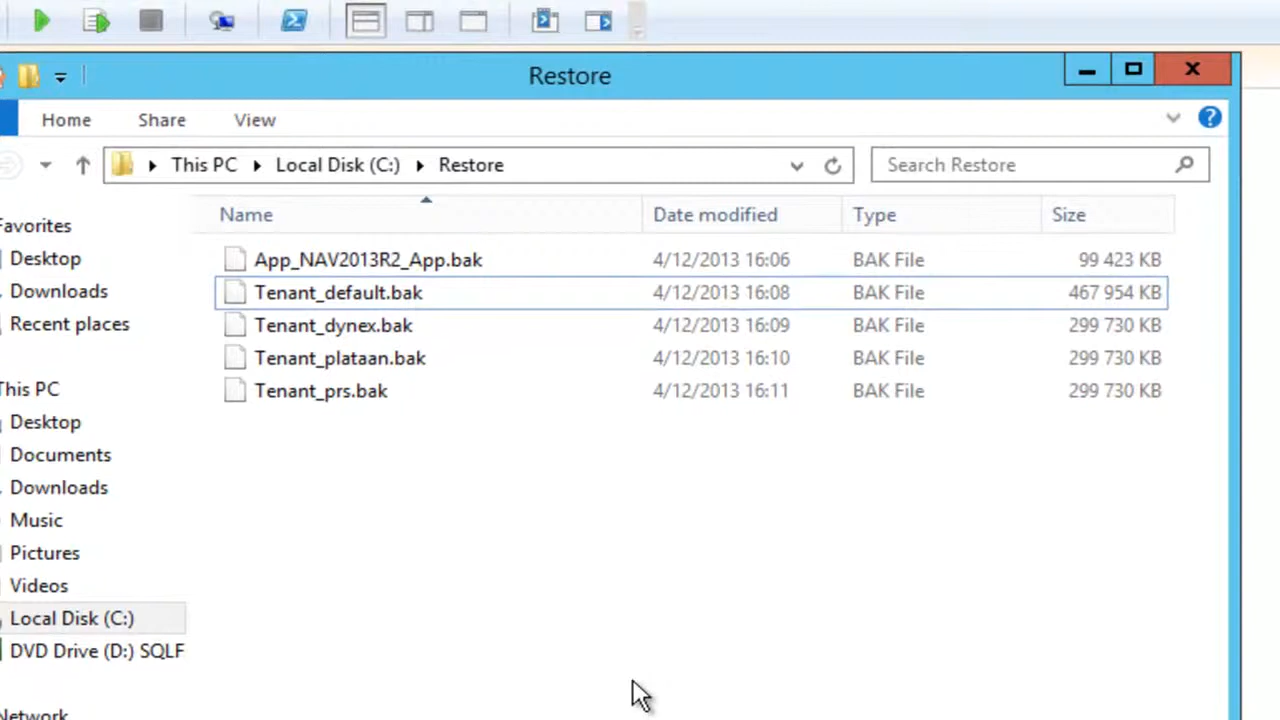 Restore
Home Share View
This PC Local Disk (C:) Restore Search Restore
Name Date modified Type Size
Favorites
Desktop
Downloads
Recent places
App_NAV2013R2_App.bak 4/12/2013 16:06 BAK File 99 423 KB
Tenant_default.bak 4/12/2013 16:08 BAK File 467 954 KB
Tenant_dynex.bak 4/12/2013 16:09 BAK File 299 730 KB
Tenant_plataan.bak 4/12/2013 16:10 BAK File 299 730 KB
Tenant_prs.bak 4/12/2013 16:11 BAK File 299 730 KB
This PC
Desktop
Documents
Downloads
Music
Pictures
Videos
Local Disk (C:)
DVD Drive (D:) SQLF
Network